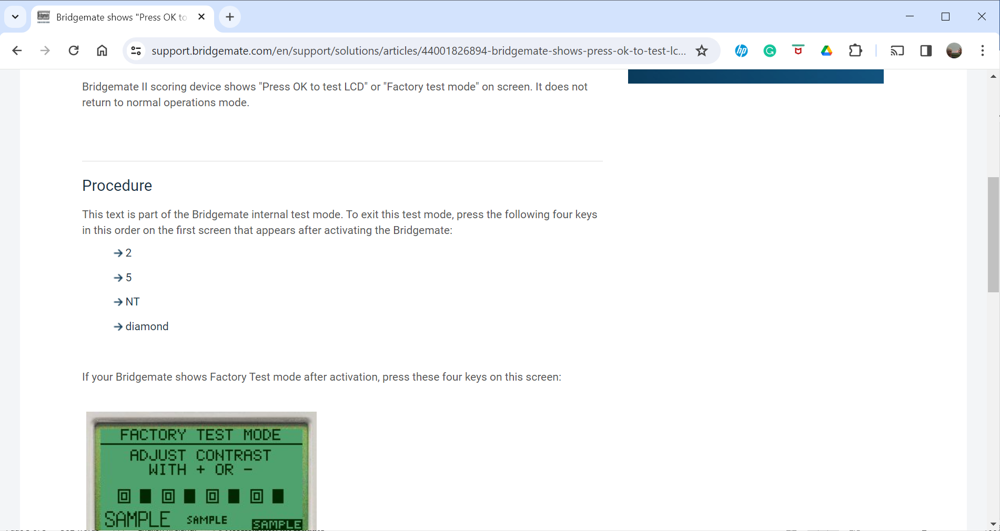 Bridgemate shows "Press OK to
support.bridgemate.com/en/support/solutions/articles/44001826894-bridgemate-shows-press-ok-to-test-lc...
Bridgemate II scoring device shows "Press OK to test LCD" or "Factory test mode" on screen. It does not
return to normal operations mode.
Procedure
This text is part of the Bridgemate internal test mode. To exit this test mode, press the following four keys
in this order on the first screen that appears after activating the Bridgemate:
2
5
NT
diamond
If your Bridgemate shows Factory Test mode after activation, press these four keys on this screen:
FACTORY TEST MODE
ADJUST CONTRAST
WITH + OR -
SAMPLE SAMPLE SAMPLE